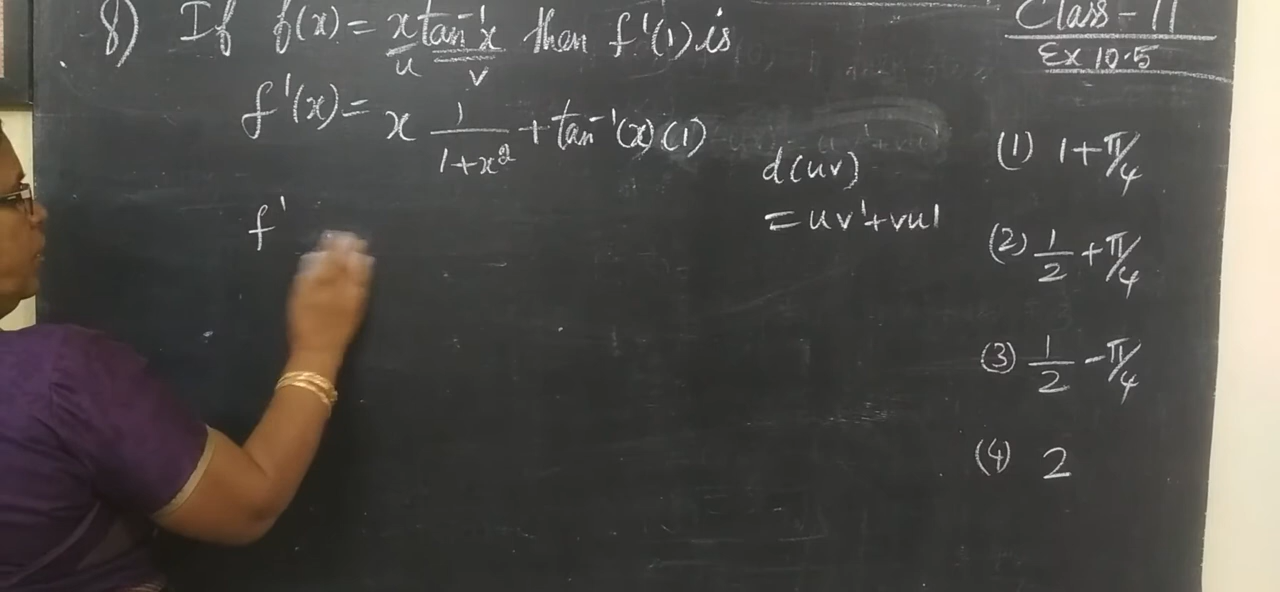 Class - 11
Ex 10.5
8) If f(x) = x tan⁻¹x then f'(1) is
u v
f'(x) = x 1/(1+x²) + tan⁻¹(x)(1)
d(uv)
= uv' + vu'
f'
(1) 1 + π/4
(2) 1/2 + π/4
(3) 1/2 - π/4
(4) 2